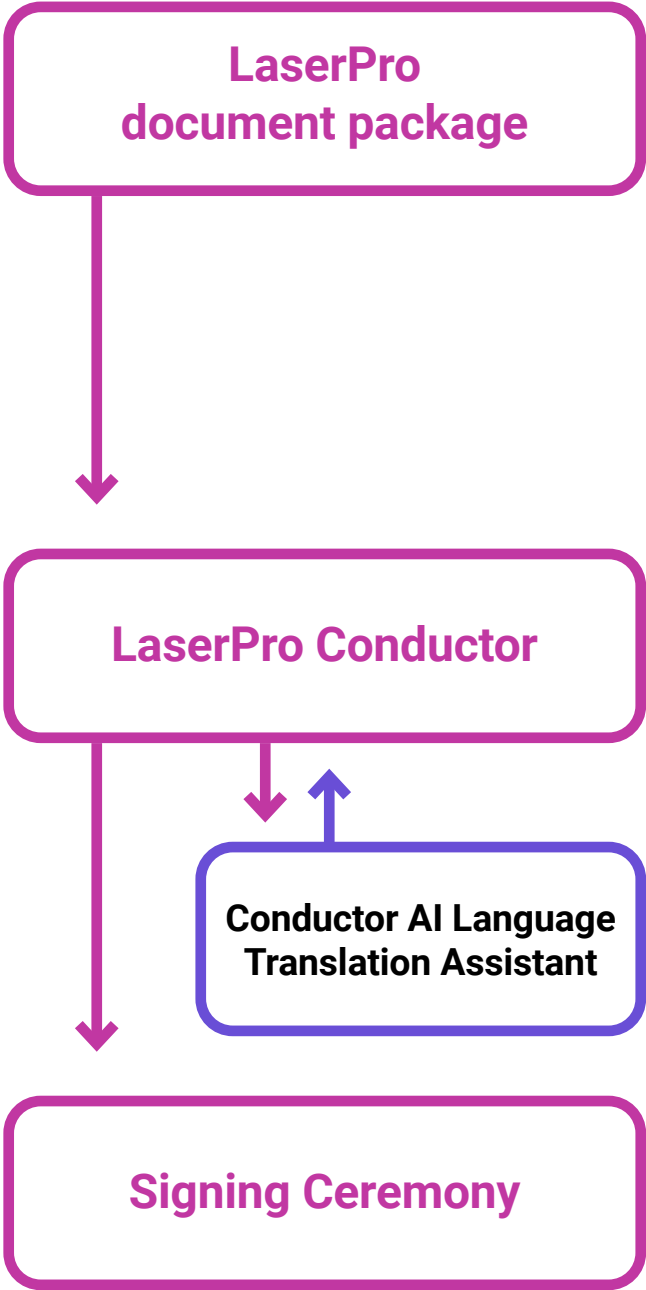 LaserPro
document package
LaserPro Conductor
Conductor AI Language
Translation Assistant
Signing Ceremony